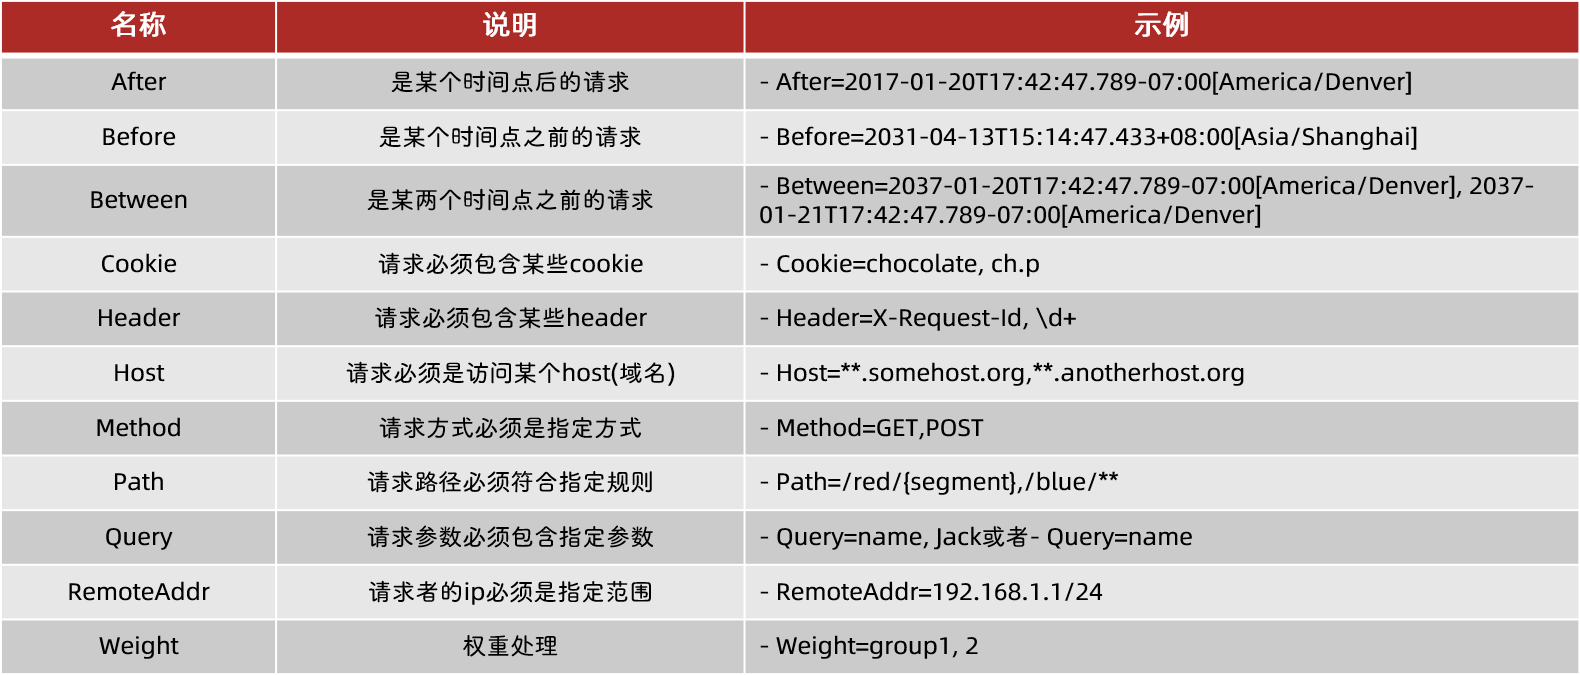 名称 说明 示例
After 是某个时间点后的请求 - After=2017-01-20T17:42:47.789-07:00[America/Denver]
Before 是某个时间点之前的请求 - Before=2031-04-13T15:14:47.433+08:00[Asia/Shanghai]
Between 是某两个时间点之前的请求 - Between=2037-01-20T17:42:47.789-07:00[America/Denver], 2037-
01-21T17:42:47.789-07:00[America/Denver]
Cookie 请求必须包含某些cookie - Cookie=chocolate, ch.p
Header 请求必须包含某些header - Header=X-Request-Id, \d+
Host 请求必须是访问某个host(域名) - Host=**.somehost.org,**.anotherhost.org
Method 请求方式必须是指定方式 - Method=GET,POST
Path 请求路径必须符合指定规则 - Path=/red/{segment},/blue/**
Query 请求参数必须包含指定参数 - Query=name, Jack或者- Query=name
RemoteAddr 请求者的ip必须是指定范围 - RemoteAddr=192.168.1.1/24
Weight 权重处理 - Weight=group1, 2